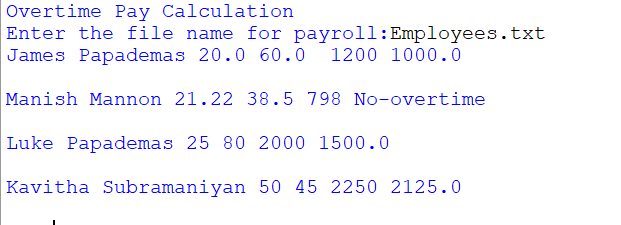 Overtime Pay Calculation
Enter the file name for payroll:Employees.txt
James Papademas 20.0 60.0  1200 1000.0
Manish Mannon 21.22 38.5 798 No-overtime
Luke Papademas 25 80 2000 1500.0
Kavitha Subramaniyan 50 45 2250 2125.0